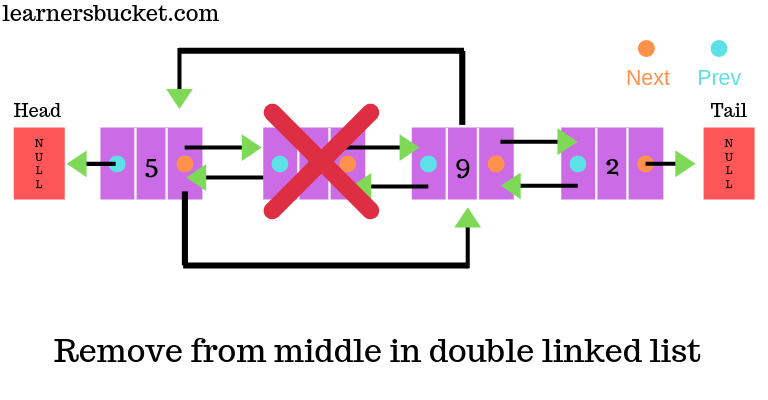 learnersbucket.com
Next Prev
Head Tail
NULL 5 9 2 NULL
Remove from middle in double linked list